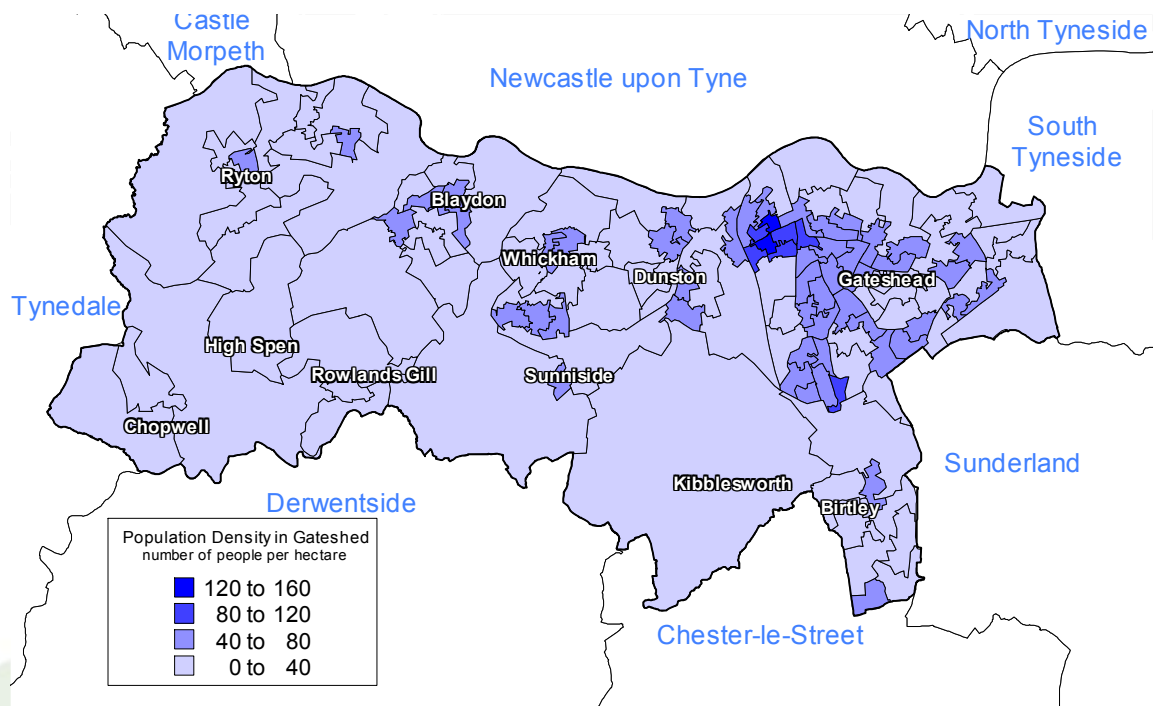 Castle
Morpeth
North Tyneside
Newcastle upon Tyne
South
Tyneside
Ryton
Blaydon
Whickham
Dunston
Gateshead
Tynedale
High Spen
Rowlands Gill
Sunniside
Chopwell
Sunderland
Kibblesworth
Derwentside
Birtley
Population Density in Gateshed
number of people per hectare
120 to 160
80 to 120
40 to 80
0 to 40
Chester-le-Street